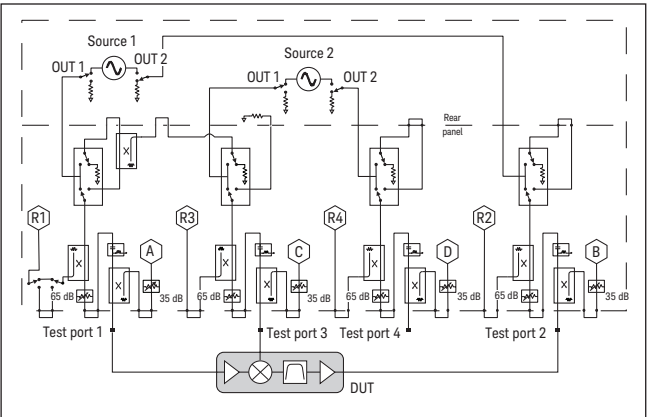 Source 1
OUT 1
OUT 2
Source 2
OUT 1
OUT 2
Rear
panel
X
X
X
X
X
R1
R3
R4
R2
A
C
D
B
X
X
X
X
X
X
X
X
65 dB
35 dB
65 dB
35 dB
65 dB
35 dB
65 dB
35 dB
Test port 1
Test port 3
Test port 4
Test port 2
DUT